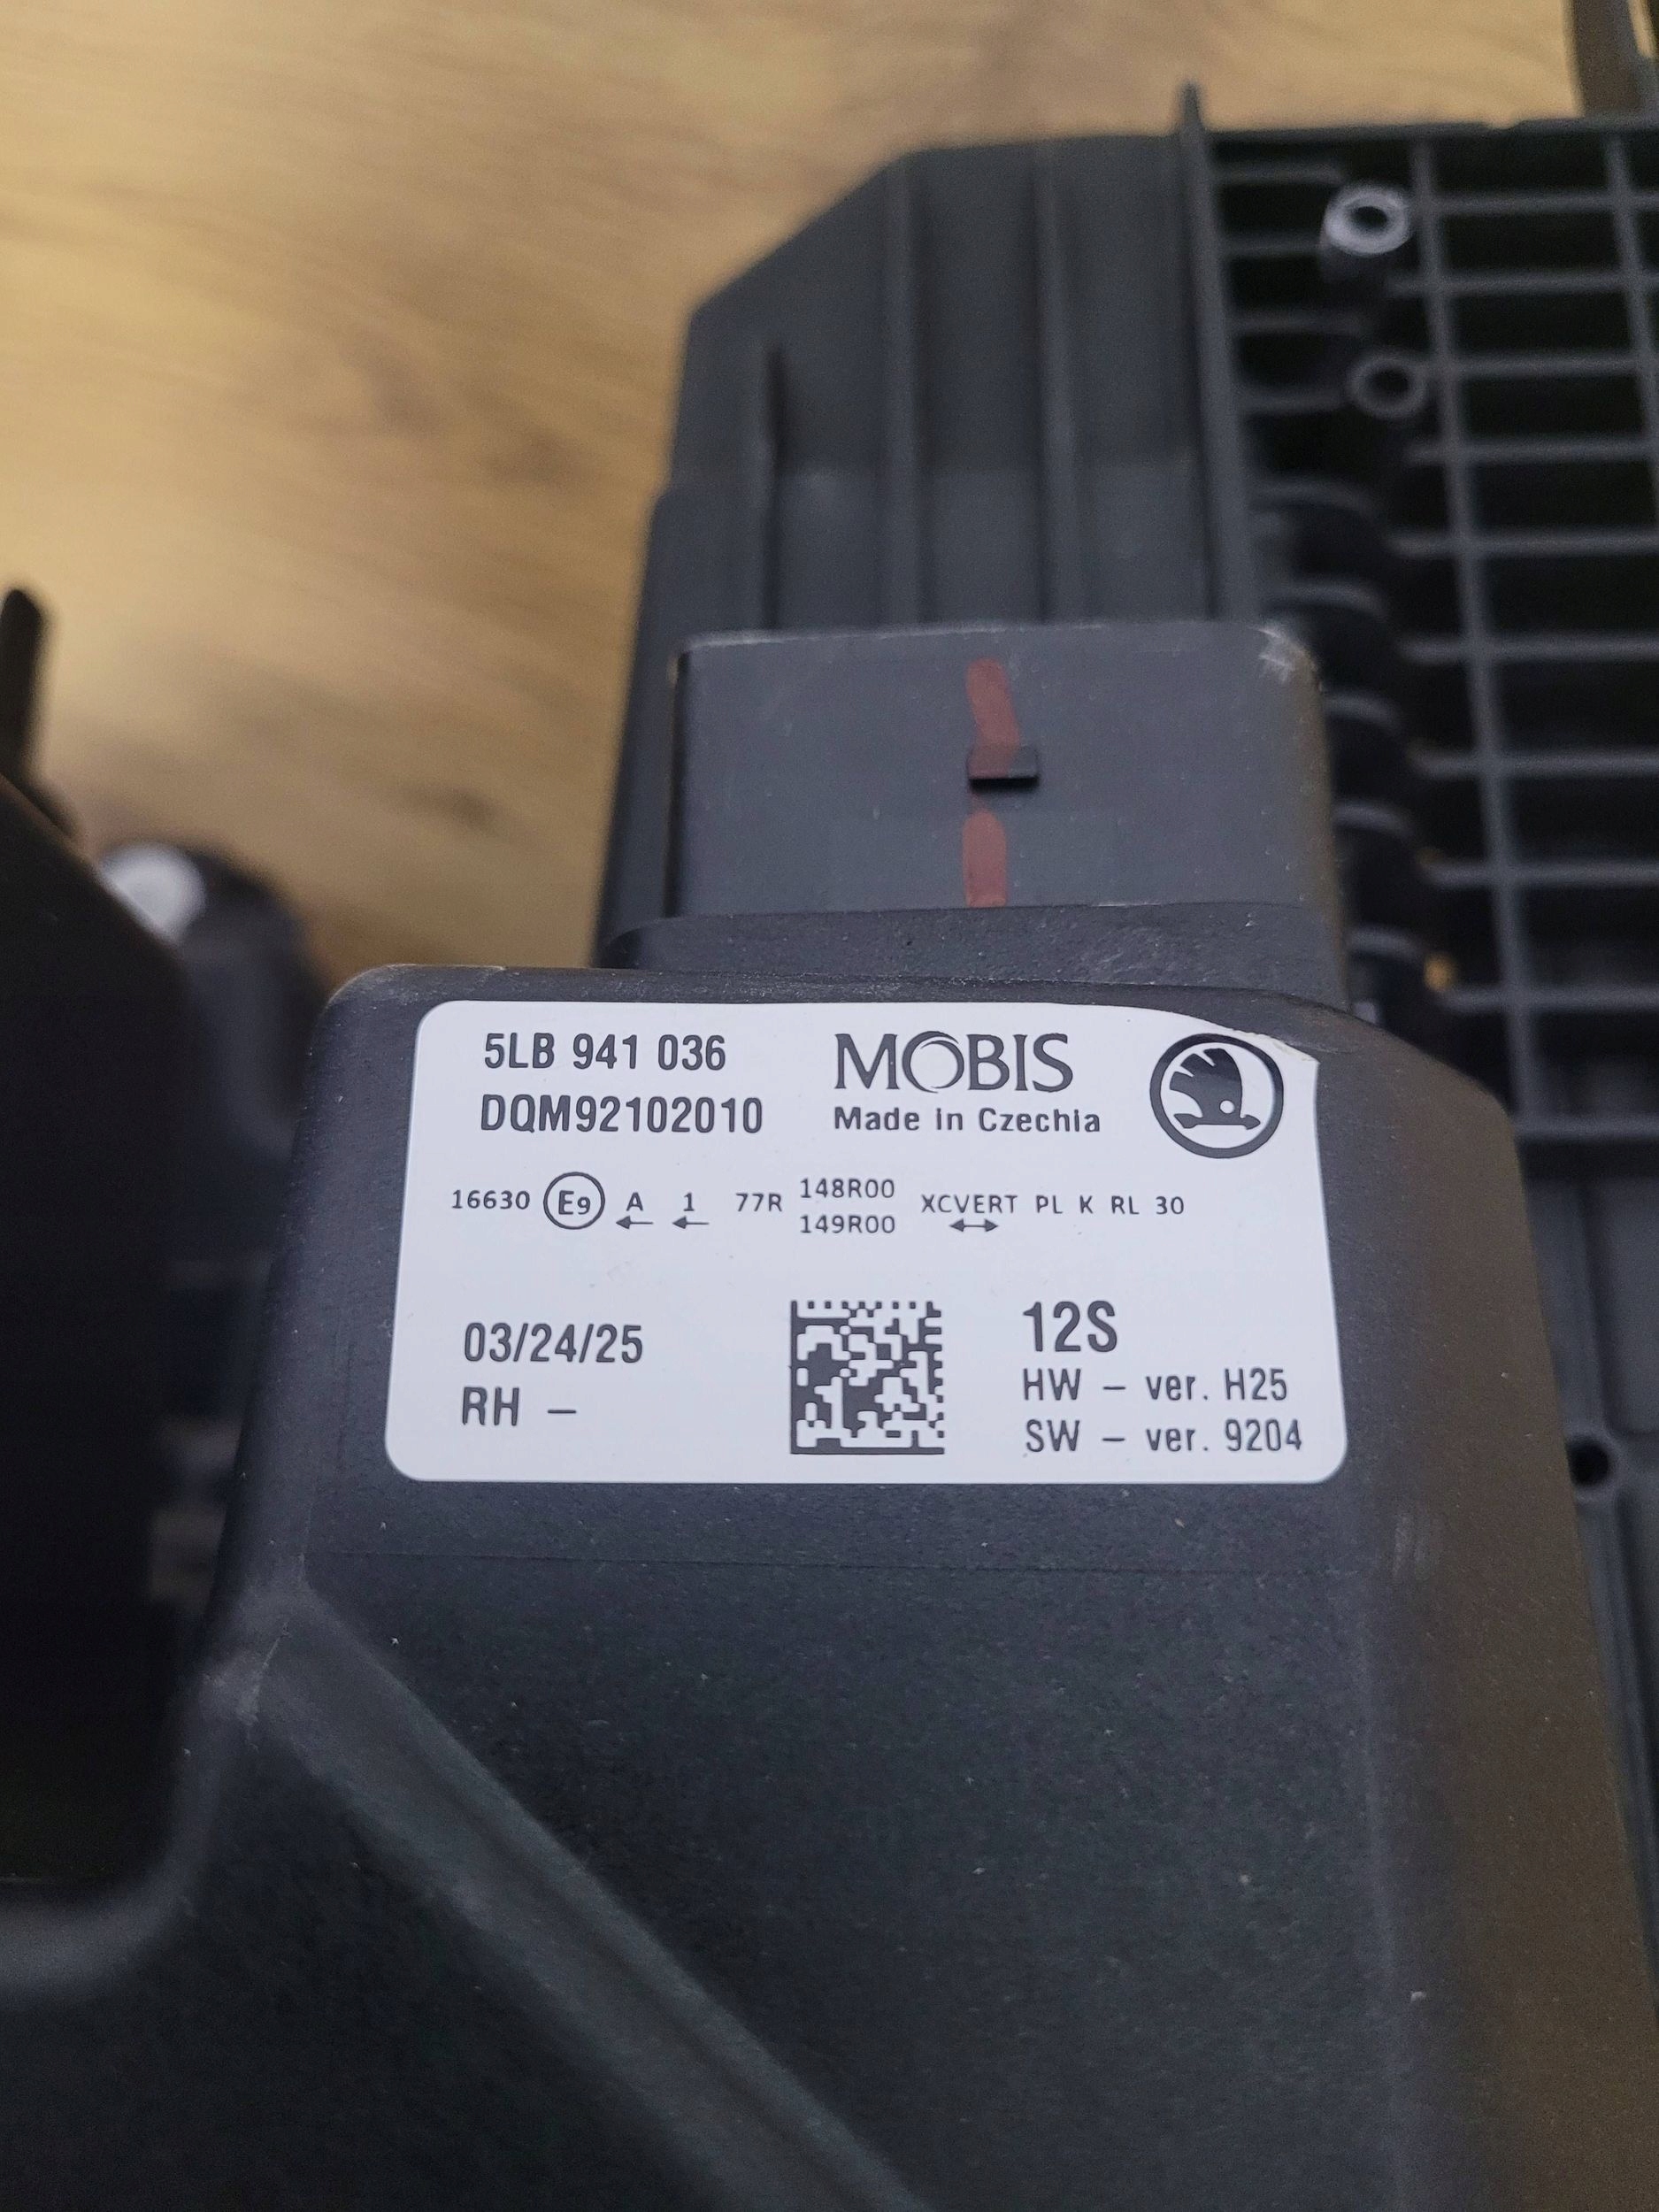 5LB 941 036
DQM92102010
MOBIS
Made in Czechia
16630 E9 A 1 77R 148R00 149R00 XCVERT PL K RL 30
← ← ↔
03/24/25
RH –
12S
HW – ver. H25
SW – ver. 9204